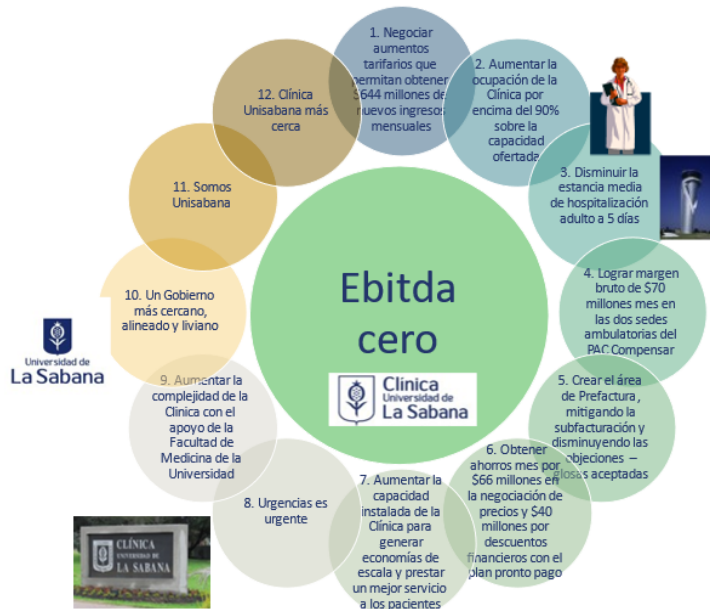 1. Negociar
aumentos
tarifarios que
permitan obtener
$644 millones de
nuevos ingresos
mensuales
2. Aumentar la
ocupación de la
Clínica por
encima del 90%
sobre la
capacidad
ofertada
3. Disminuir la
estancia media
de hospitalización
adulto a 5 días
4. Lograr margen
bruto de $70
millones mes en
las dos sedes
ambulatorias del
PAC Compensar
5. Crear el área
de Prefactura,
mitigando la
subfacturación y
disminuyendo las
objeciones –
glosas aceptadas
6. Obtener
ahorros mes por
$66 millones en
la negociación de
precios y $40
millones por
descuentos
financieros con el
plan pronto pago
7. Aumentar la
capacidad
instalada de la
Clínica para
generar
economías de
escala y prestar
un mejor servicio
a los pacientes
8. Urgencias es
urgente
9. Aumentar la
complejidad de la
Clinica con el
apoyo de la
Facultad de
Medicina de la
Universidad
10. Un Gobierno
más cercano,
alineado y liviano
11. Somos
Unisabana
12. Clínica
Unisabana más
cerca
Ebitda
cero
Clínica
Universidad de
La Sabana
Universidad de
La Sabana
CLÍNICA
UNIVERSIDAD DE
LA SABANA